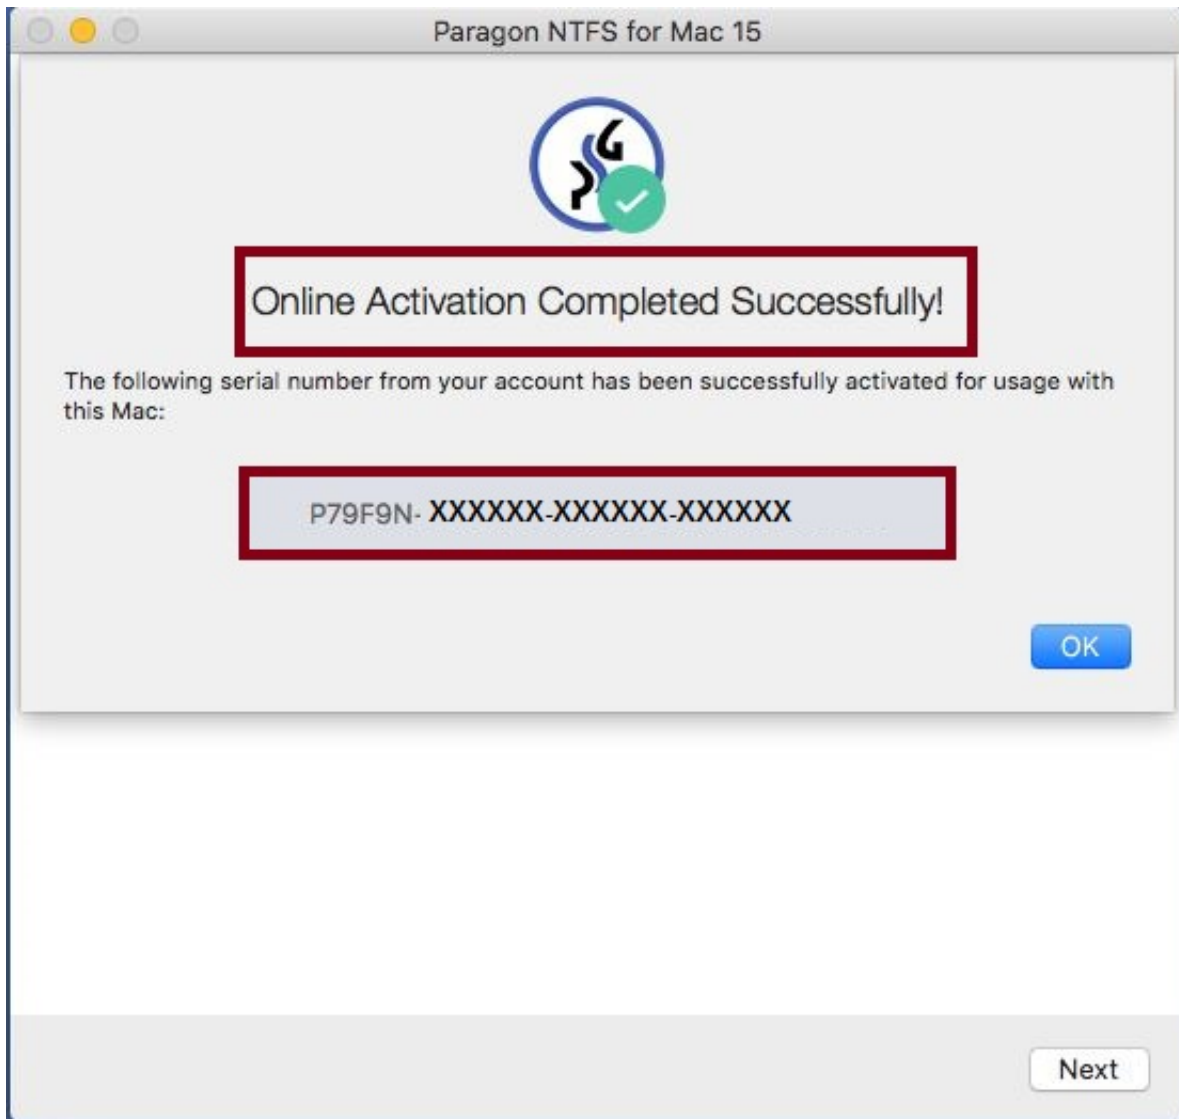 Paragon NTFS for Mac 15
PSG
Online Activation Completed Successfully!
The following serial number from your account has been successfully activated for usage with
this Mac:
P79F9N- XXXXXX-XXXXXX-XXXXXX
OK
Next